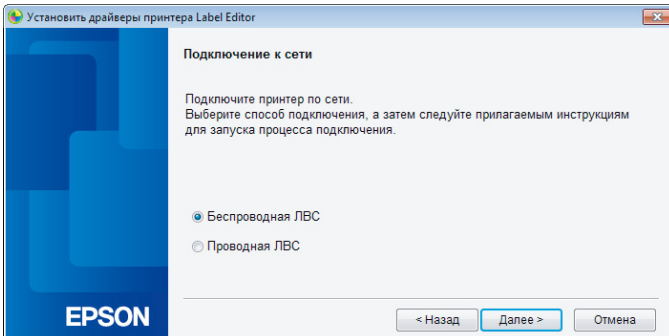 Установить драйверы принтера Label Editor
Подключение к сети
Подключите принтер по сети.
Выберите способ подключения, а затем следуйте прилагаемым инструкциям
для запуска процесса подключения.
Беспроводная ЛВС
Проводная ЛВС
EPSON
< Назад
Далее >
Отмена